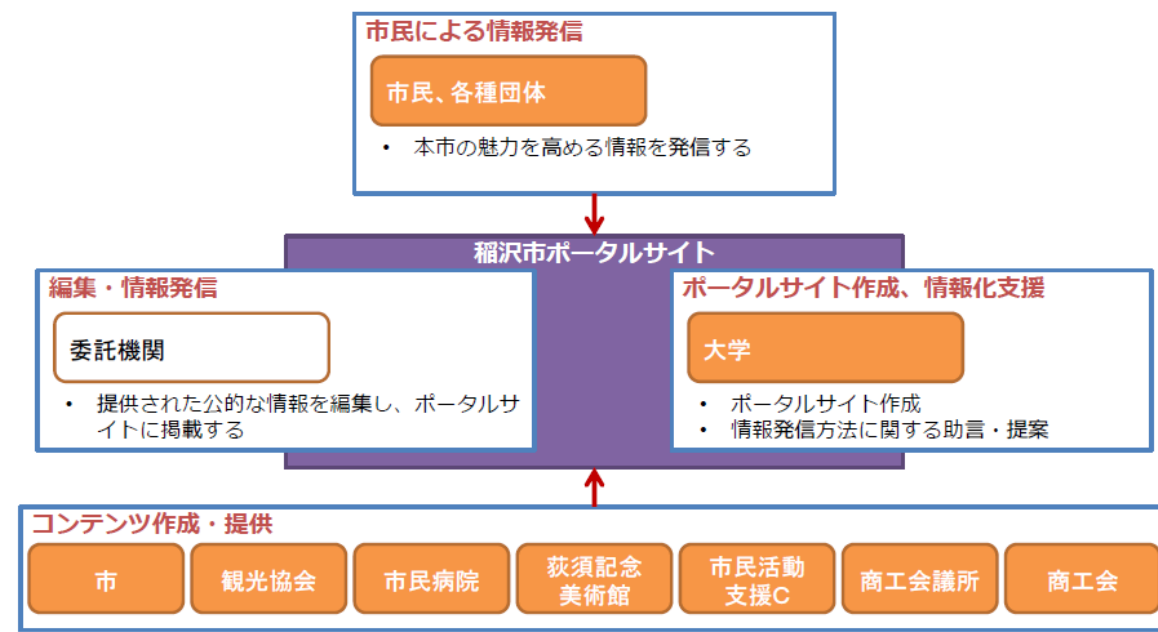 市民による情報発信
市民、各種団体
• 本市の魅力を高める情報を発信する
稲沢市ポータルサイト
編集・情報発信
委託機関
• 提供された公的な情報を編集し、ポータルサ
イトに掲載する
ポータルサイト作成、情報化支援
大学
• ポータルサイト作成
• 情報発信方法に関する助言・提案
コンテンツ作成・提供
市
観光協会
市民病院
荻須記念
美術館
市民活動
支援C
商工会議所
商工会